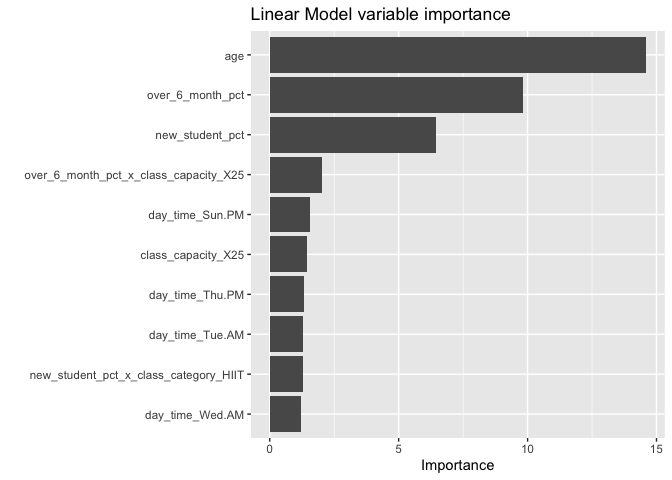 Linear Model variable importance
age
over_6_month_pct
new_student_pct
over_6_month_pct_x_class_capacity_X25
day_time_Sun.PM
class_capacity_X25
day_time_Thu.PM
day_time_Tue.AM
new_student_pct_x_class_category_HIIT
day_time_Wed.AM
0 5 10 15
Importance